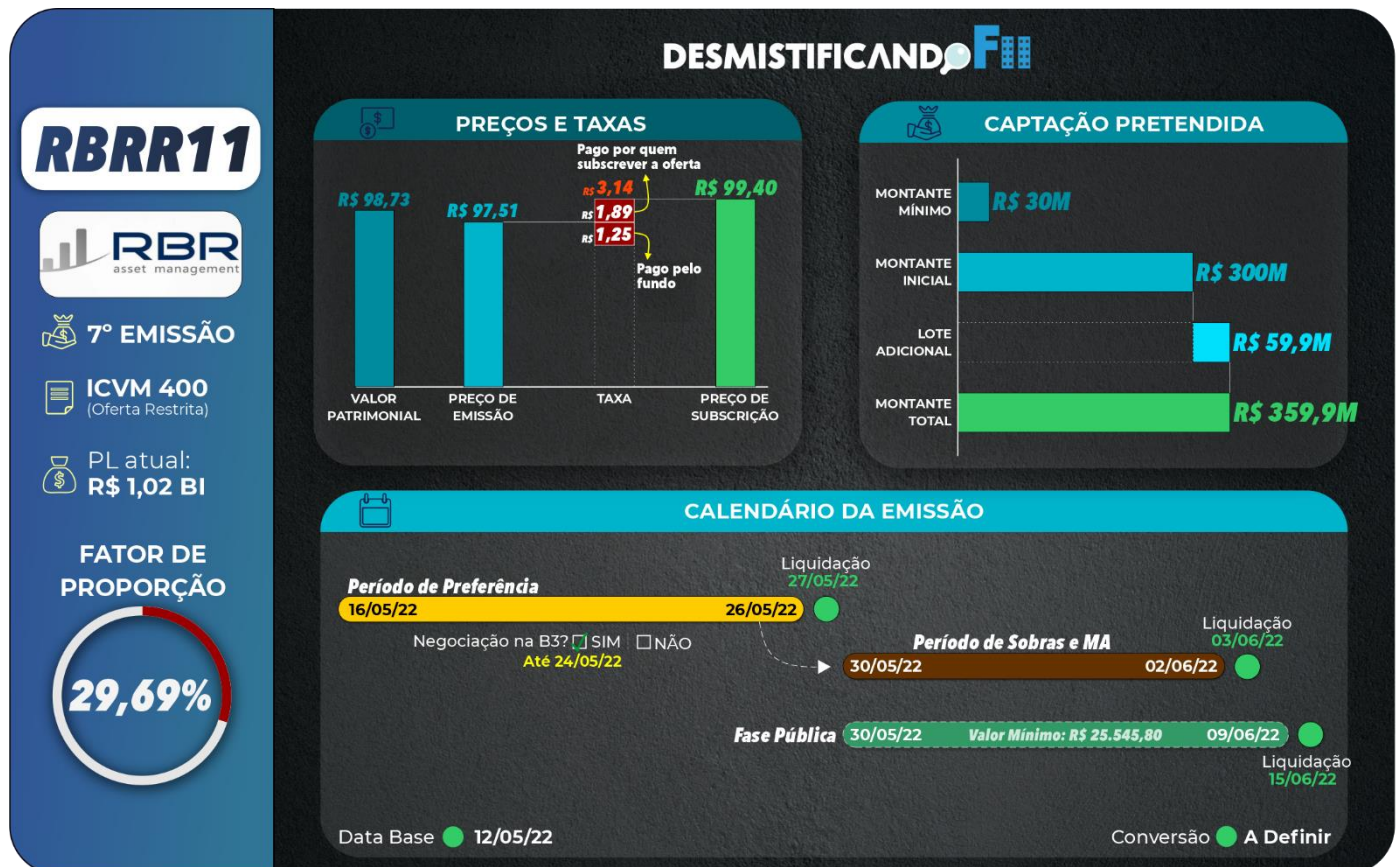 DESMISTIFICANDO FII
RBRR11
RBR
asset management
7º EMISSÃO
ICVM 400
(Oferta Restrita)
PL atual:
R$ 1,02 BI
FATOR DE
PROPORÇÃO
29,69%
PREÇOS E TAXAS
Pago por quem
subscrever a oferta
R$ 98,73
R$ 97,51
R$ 3,14
R$ 1,89
R$ 1,25
R$ 99,40
Pago pelo
fundo
VALOR
PATRIMONIAL
PREÇO DE
EMISSÃO
TAXA
PREÇO DE
SUBSCRIÇÃO
CAPTAÇÃO PRETENDIDA
MONTANTE
MÍNIMO
R$ 30M
MONTANTE
INICIAL
R$ 300M
LOTE
ADICIONAL
R$ 59,9M
MONTANTE
TOTAL
R$ 359,9M
CALENDÁRIO DA EMISSÃO
Período de Preferência
16/05/22 26/05/22
Liquidação
27/05/22
Negociação na B3? SIM NÃO
Até 24/05/22
Período de Sobras e MA
30/05/22 02/06/22
Liquidação
03/06/22
Fase Pública 30/05/22 Valor Mínimo: R$ 25.545,80 09/06/22
Liquidação
15/06/22
Data Base 12/05/22
Conversão A Definir